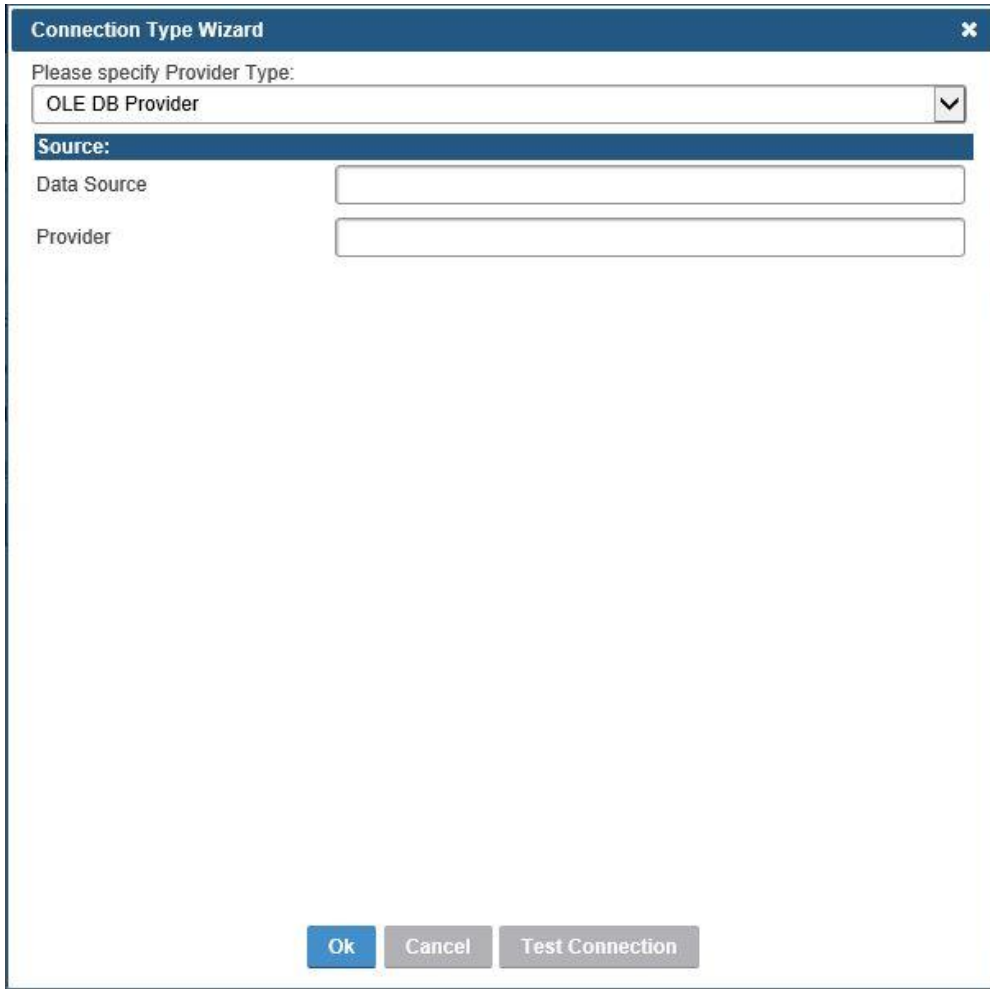 Connection Type Wizard
Please specify Provider Type:
OLE DB Provider
Source:
Data Source
Provider
Ok Cancel Test Connection